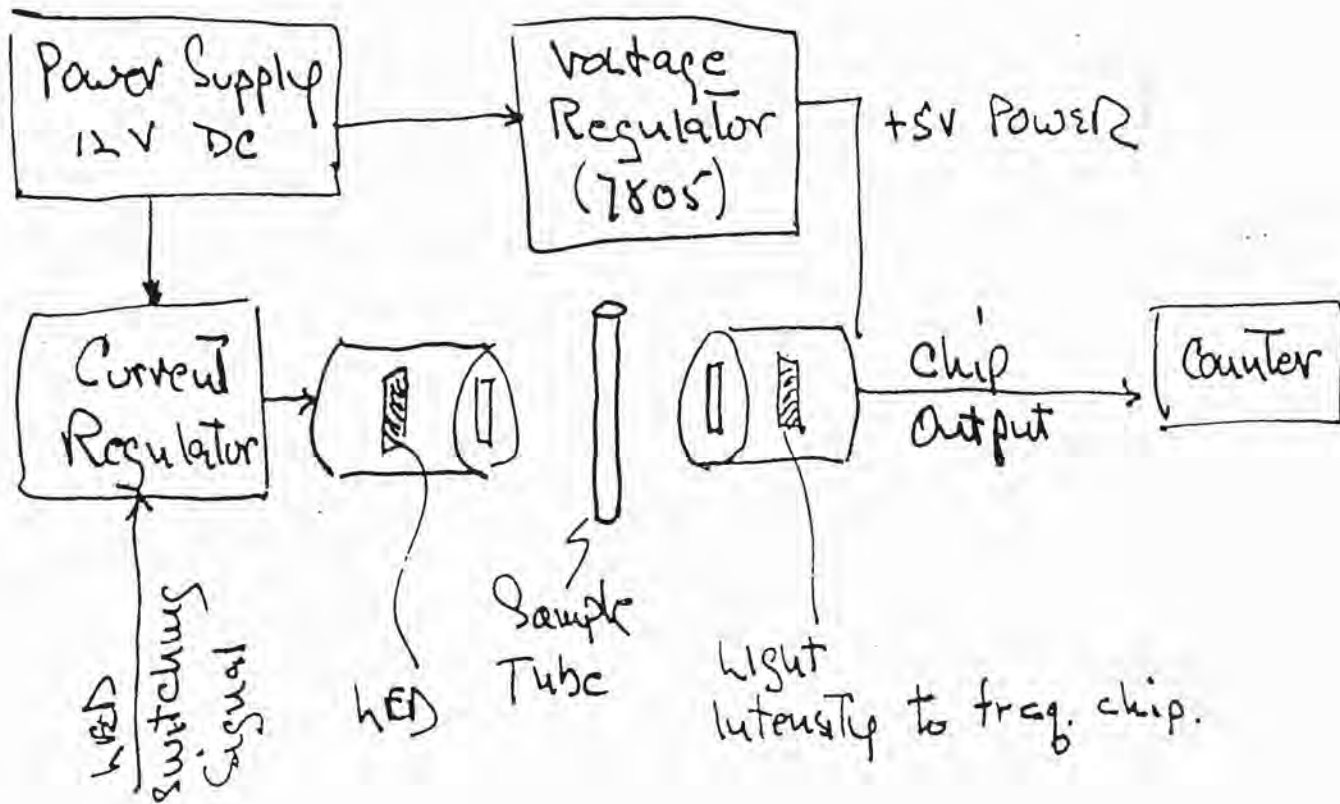 Power Supply
12 V DC
Voltage
Regulator
(7805)
+5V POWER
Current
Regulator
Chip
Output
Counter
LED
Switching
Signal
LED
Sample
Tube
Light
Intensity to freq. chip.